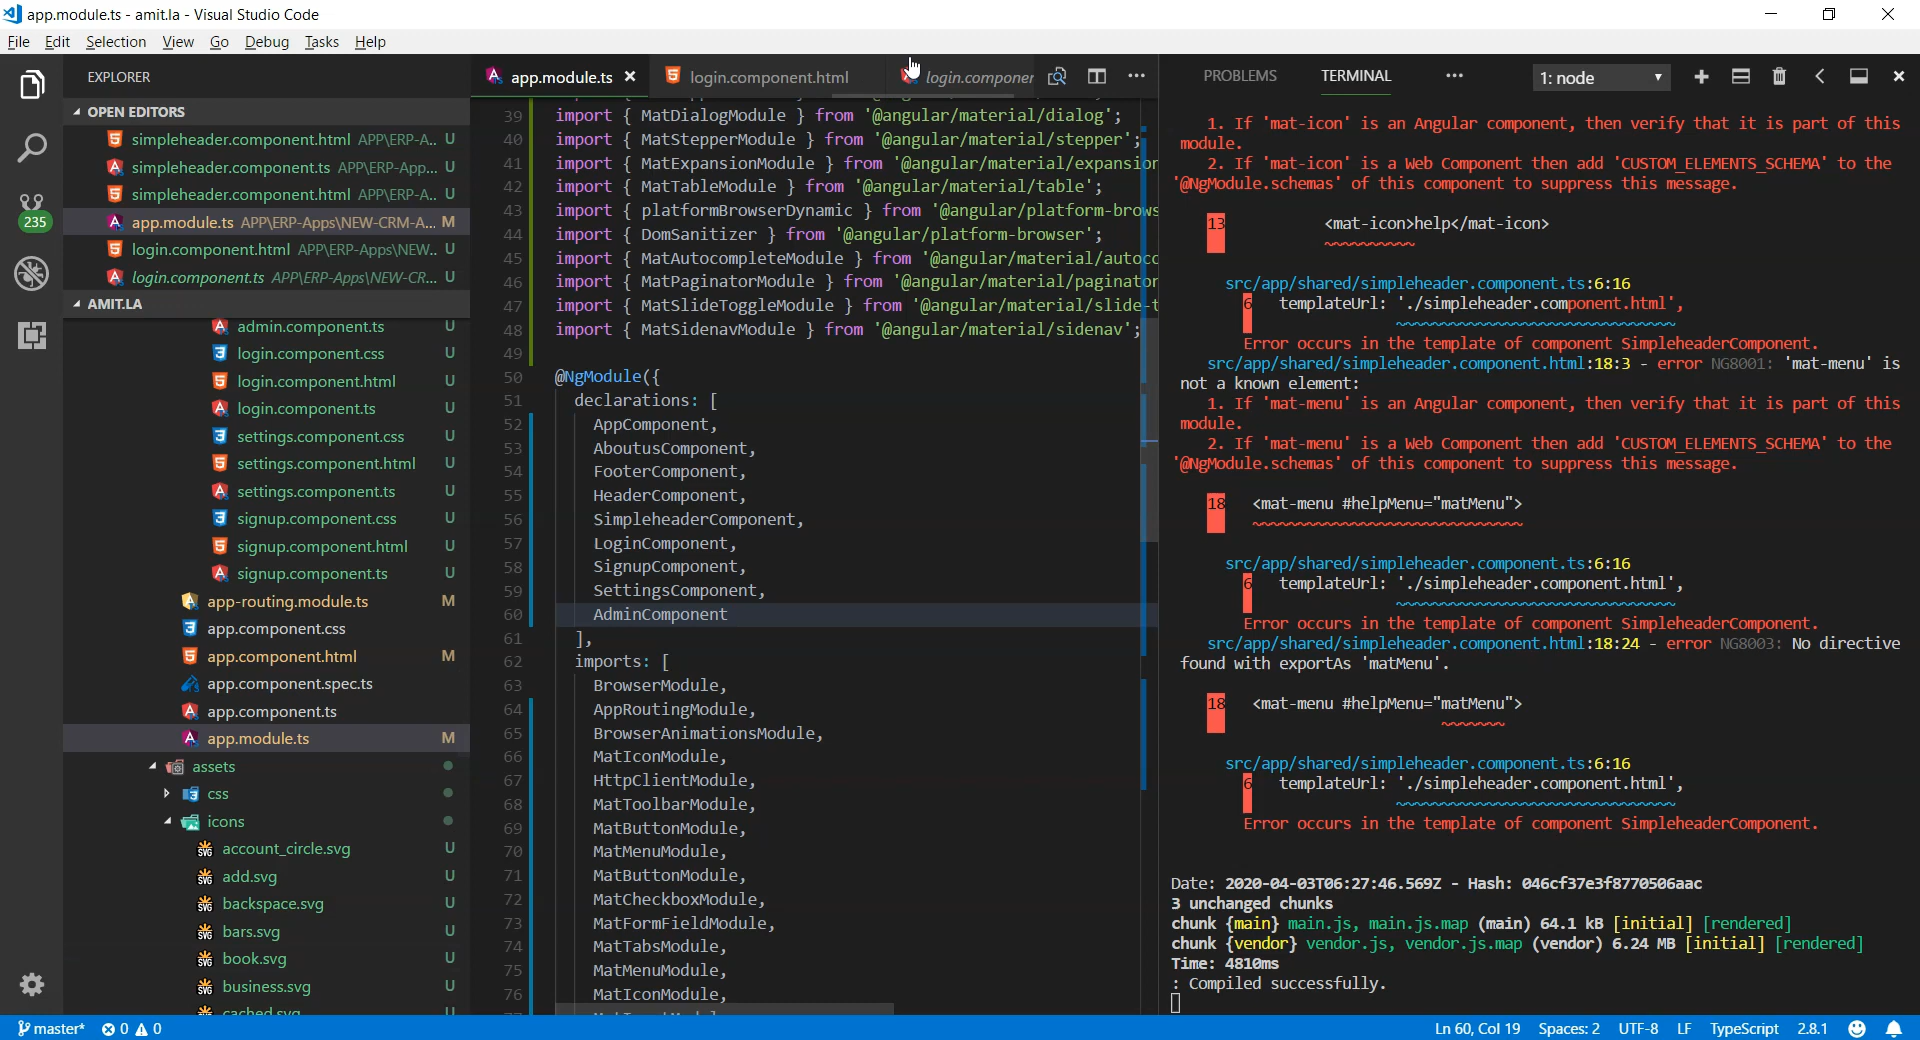 app.module.ts - amit.la - Visual Studio Code
File Edit Selection View Go Debug Tasks Help
EXPLORER
OPEN EDITORS
simpleheader.component.html APP\ERP-A... U
simpleheader.component.ts APP\ERP-App... U
simpleheader.component.html APP\ERP-A... U
app.module.ts APP\ERP-Apps\NEW-CRM-A... M
login.component.html APP\ERP-Apps\NEW... U
login.component.ts APP\ERP-Apps\NEW-CR... U
235
AMIT.LA
admin.component.ts U
login.component.css U
login.component.html U
login.component.ts U
settings.component.css U
settings.component.html U
settings.component.ts U
signup.component.css U
signup.component.html U
signup.component.ts U
app-routing.module.ts M
app.component.css
app.component.html M
app.component.spec.ts
app.component.ts
app.module.ts M
assets
css
icons
account_circle.svg U
add.svg U
backspace.svg U
bars.svg U
book.svg U
business.svg U
cached.svg U
app.module.ts login.component.html login.componen
39 import { MatDialogModule } from '@angular/material/dialog';
40 import { MatStepperModule } from '@angular/material/stepper';
41 import { MatExpansionModule } from '@angular/material/expansion
42 import { MatTableModule } from '@angular/material/table';
43 import { platformBrowserDynamic } from '@angular/platform-brows
44 import { DomSanitizer } from '@angular/platform-browser';
45 import { MatAutocompleteModule } from '@angular/material/autoco
46 import { MatPaginatorModule } from '@angular/material/paginator
47 import { MatSlideToggleModule } from '@angular/material/slide-t
48 import { MatSidenavModule } from '@angular/material/sidenav';
49
50 @NgModule({
51 declarations: [
52 AppComponent,
53 AboutusComponent,
54 FooterComponent,
55 HeaderComponent,
56 SimpleheaderComponent,
57 LoginComponent,
58 SignupComponent,
59 SettingsComponent,
60 AdminComponent
61 ],
62 imports: [
63 BrowserModule,
64 AppRoutingModule,
65 BrowserAnimationsModule,
66 MatIconModule,
67 HttpClientModule,
68 MatToolbarModule,
69 MatButtonModule,
70 MatMenuModule,
71 MatButtonModule,
72 MatCheckboxModule,
73 MatFormFieldModule,
74 MatTabsModule,
75 MatMenuModule,
76 MatIconModule,
PROBLEMS TERMINAL ··· 1: node
1. If 'mat-icon' is an Angular component, then verify that it is part of this
module.
2. If 'mat-icon' is a Web Component then add 'CUSTOM_ELEMENTS_SCHEMA' to the
'@NgModule.schemas' of this component to suppress this message.
13 <mat-icon>help</mat-icon>
src/app/shared/simpleheader.component.ts:6:16
6 templateUrl: './simpleheader.component.html',
Error occurs in the template of component SimpleheaderComponent.
src/app/shared/simpleheader.component.html:18:3 - error NG8001: 'mat-menu' is
not a known element:
1. If 'mat-menu' is an Angular component, then verify that it is part of this
module.
2. If 'mat-menu' is a Web Component then add 'CUSTOM_ELEMENTS_SCHEMA' to the
'@NgModule.schemas' of this component to suppress this message.
18 <mat-menu #helpMenu="matMenu">
src/app/shared/simpleheader.component.ts:6:16
6 templateUrl: './simpleheader.component.html',
Error occurs in the template of component SimpleheaderComponent.
src/app/shared/simpleheader.component.html:18:24 - error NG8003: No directive
found with exportAs 'matMenu'.
18 <mat-menu #helpMenu="matMenu">
src/app/shared/simpleheader.component.ts:6:16
6 templateUrl: './simpleheader.component.html',
Error occurs in the template of component SimpleheaderComponent.
Date: 2020-04-03T06:27:46.569Z - Hash: 046cf37e3f8770506aac
3 unchanged chunks
chunk {main} main.js, main.js.map (main) 64.1 kB [initial] [rendered]
chunk {vendor} vendor.js, vendor.js.map (vendor) 6.24 MB [initial] [rendered]
Time: 4810ms
: Compiled successfully.
master* 0 0 Ln 60, Col 19 Spaces: 2 UTF-8 LF TypeScript 2.8.1